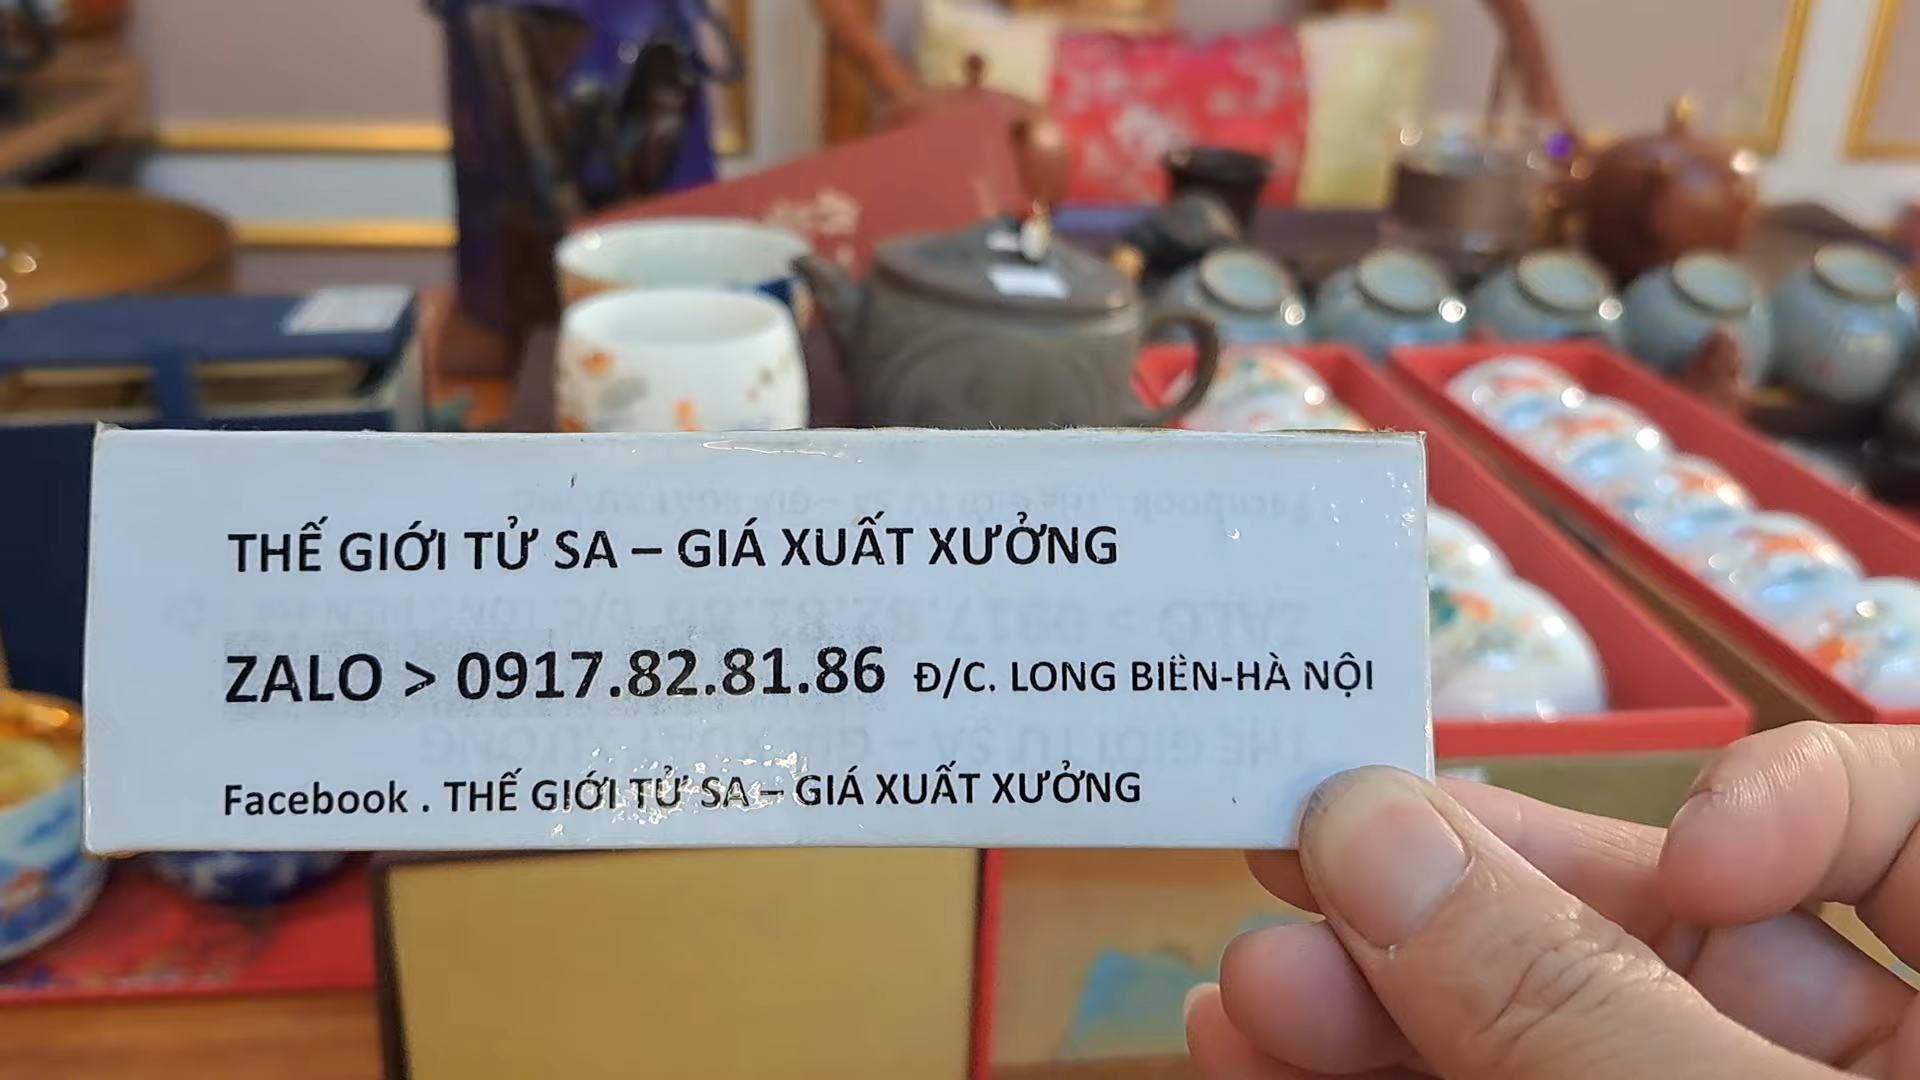 THẾ GIỚI TỬ SA – GIÁ XUẤT XƯỞNG
ZALO > 0917.82.81.86 Đ/C. LONG BIÊN-HÀ NỘI
Facebook . THẾ GIỚI TỬ SA – GIÁ XUẤT XƯỞNG